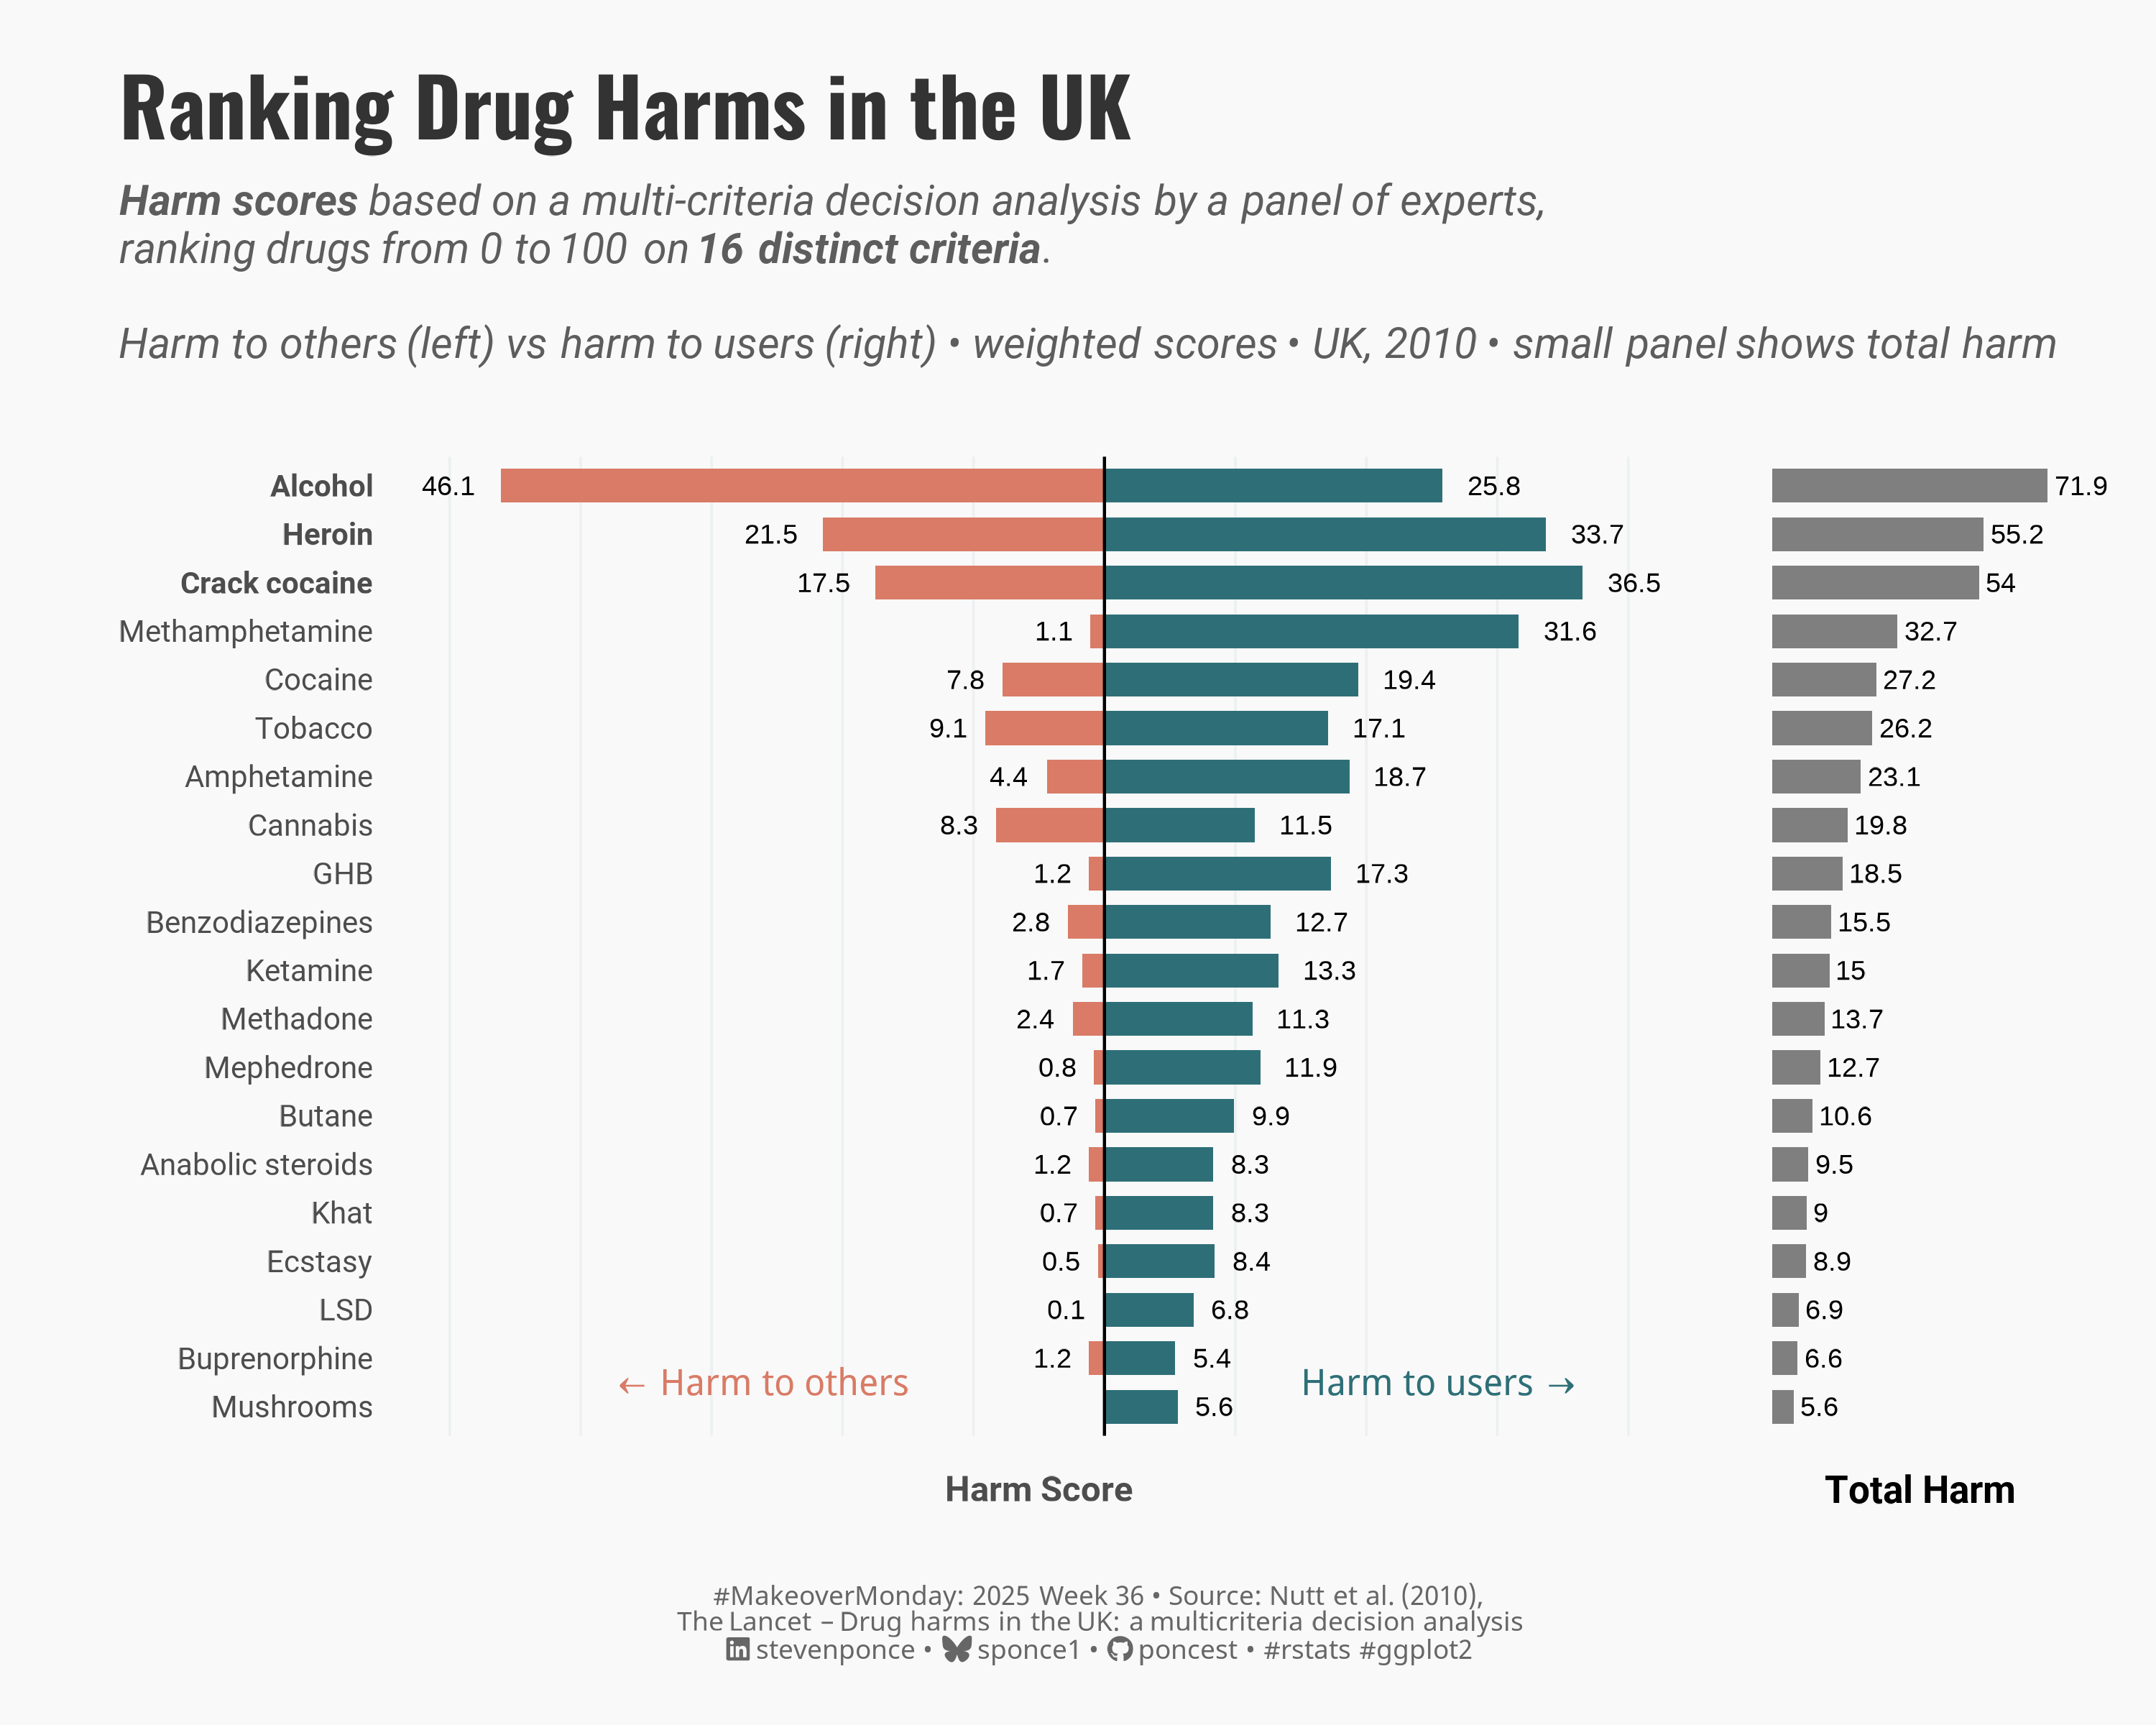 Ranking Drug Harms in the UK
Harm scores based on a multi-criteria decision analysis by a panel of experts,
ranking drugs from 0 to 100 on 16 distinct criteria.
Harm to others (left) vs harm to users (right) • weighted scores • UK, 2010 • small panel shows total harm
Alcohol 46.1 25.8 71.9
Heroin 21.5 33.7 55.2
Crack cocaine 17.5 36.5 54
Methamphetamine 1.1 31.6 32.7
Cocaine 7.8 19.4 27.2
Tobacco 9.1 17.1 26.2
Amphetamine 4.4 18.7 23.1
Cannabis 8.3 11.5 19.8
GHB 1.2 17.3 18.5
Benzodiazepines 2.8 12.7 15.5
Ketamine 1.7 13.3 15
Methadone 2.4 11.3 13.7
Mephedrone 0.8 11.9 12.7
Butane 0.7 9.9 10.6
Anabolic steroids 1.2 8.3 9.5
Khat 0.7 8.3 9
Ecstasy 0.5 8.4 8.9
LSD 0.1 6.8 6.9
Buprenorphine 1.2 5.4 6.6
← Harm to others Harm to users →
Mushrooms 5.6 5.6
Harm Score Total Harm
#MakeoverMonday: 2025 Week 36 • Source: Nutt et al. (2010),
The Lancet – Drug harms in the UK: a multicriteria decision analysis
stevenponce • sponce1 • poncest • #rstats #ggplot2